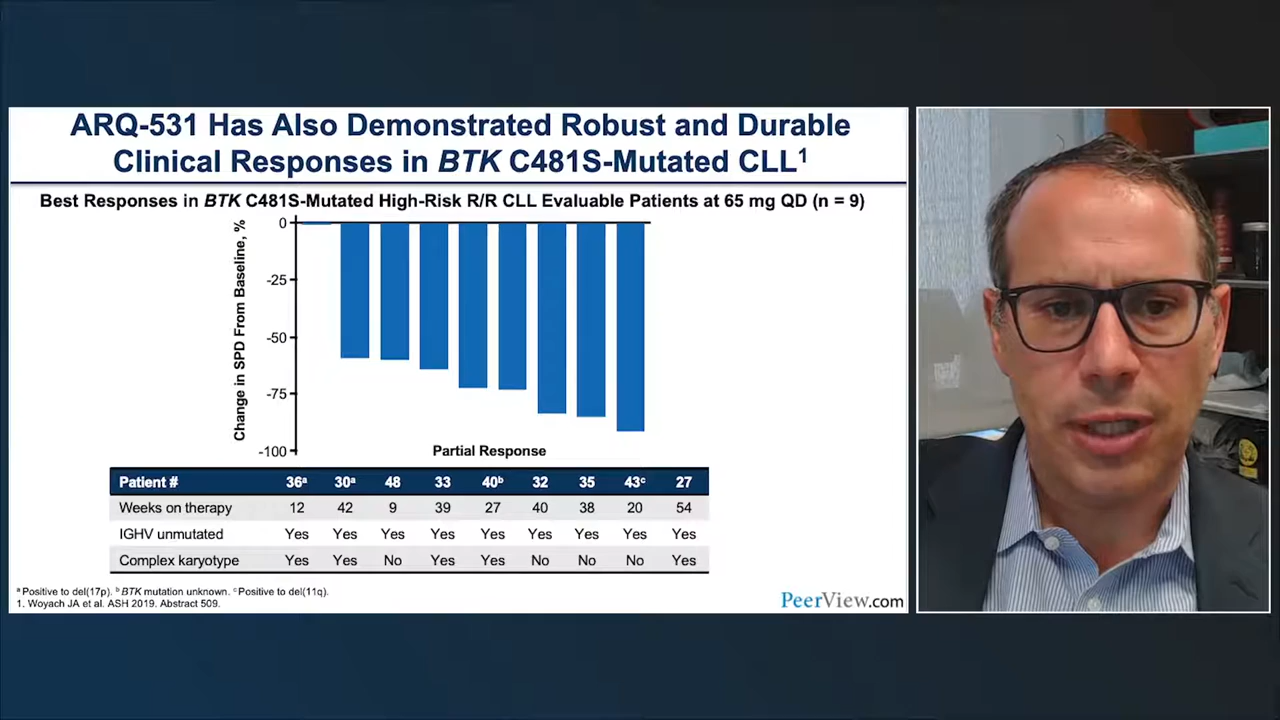 ARQ-531 Has Also Demonstrated Robust and Durable
Clinical Responses in BTK C481S-Mutated CLL¹
Best Responses in BTK C481S-Mutated High-Risk R/R CLL Evaluable Patients at 65 mg QD (n = 9)
Change in SPD From Baseline, %
0
-25
-50
-75
-100
Partial Response
Patient # 36ᵃ 30ᵃ 48 33 40ᵇ 32 35 43ᶜ 27
Weeks on therapy 12 42 9 39 27 40 38 20 54
IGHV unmutated Yes Yes Yes Yes Yes Yes Yes Yes Yes
Complex karyotype Yes Yes No Yes Yes No No No Yes
ᵃ Positive to del(17p). ᵇ BTK mutation unknown. ᶜ Positive to del(11q).
1. Woyach JA et al. ASH 2019. Abstract 509.
PeerView.com